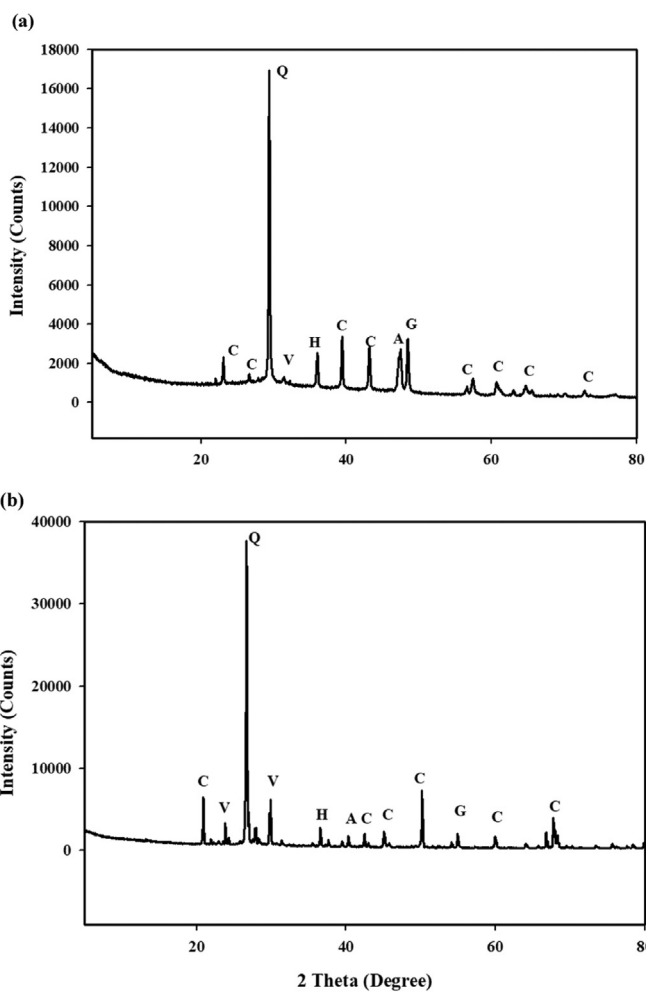 (a)
18000
16000
14000
12000
10000
8000
6000
4000
2000
0
Intensity (Counts)
Q
C
C
V
H
C
C
A
G
C
C
C
C
20
40
60
80
(b)
40000
30000
20000
10000
0
Intensity (Counts)
Q
C
V
V
H
A
C
C
C
G
C
C
20
40
60
80
2 Theta (Degree)